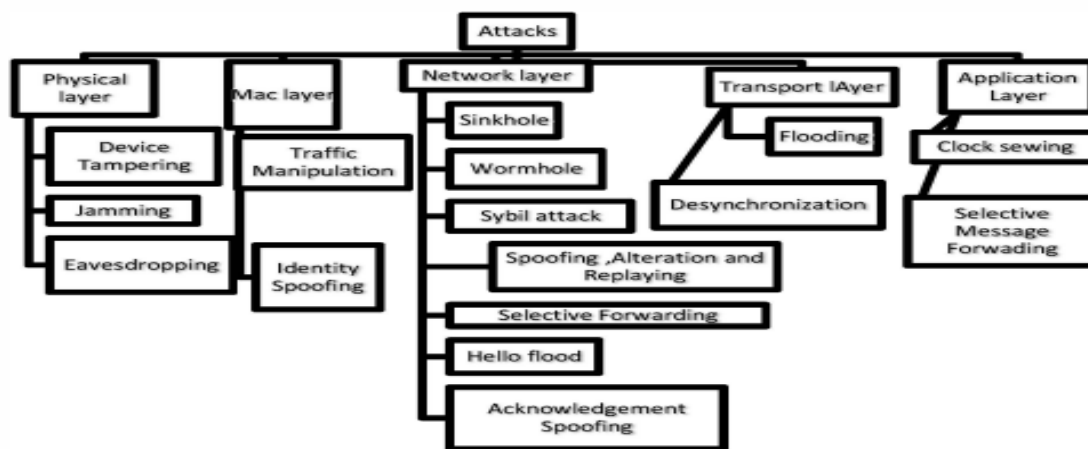 Attacks
Physical
layer
Device
Tampering
Jamming
Eavesdropping
Mac layer
Traffic
Manipulation
Identity
Spoofing
Network layer
Sinkhole
Wormhole
Sybil attack
Spoofing ,Alteration and
Replaying
Selective Forwarding
Hello flood
Acknowledgement
Spoofing
Transport lAyer
Flooding
Desynchronization
Application
Layer
Clock sewing
Selective
Message
Forwading